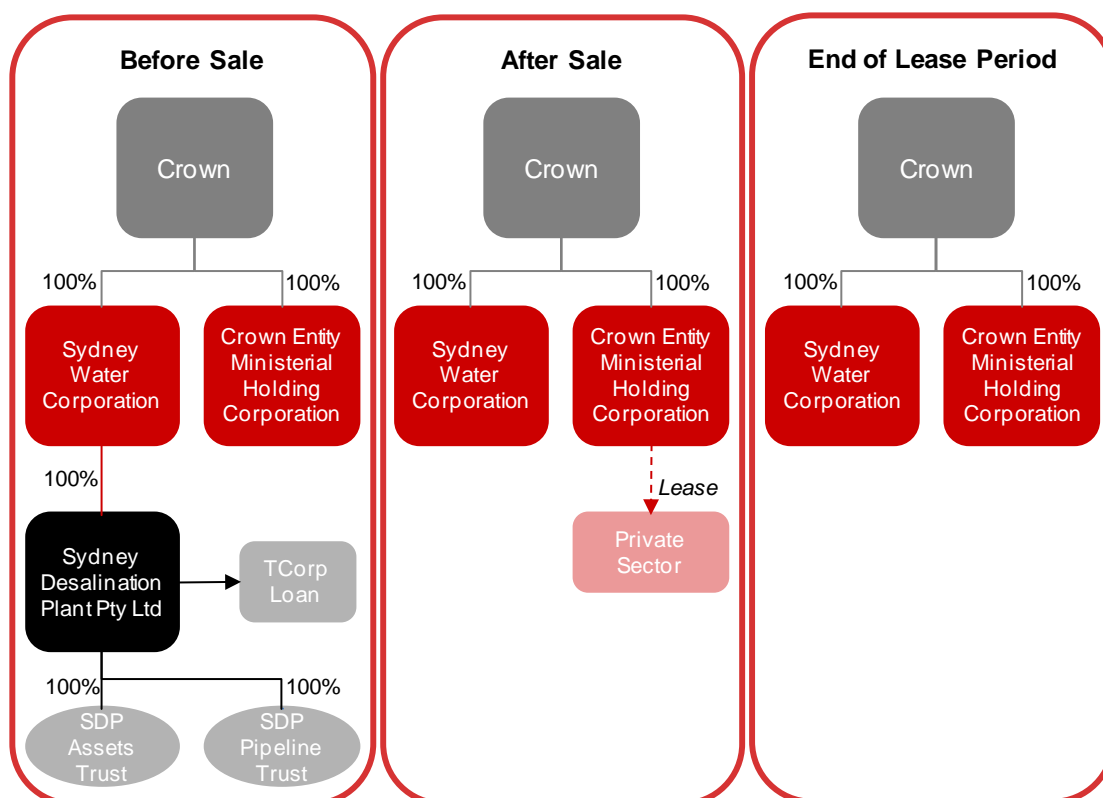 Before Sale
Crown
100%
100%
Sydney
Water
Corporation
Crown Entity
Ministerial
Holding
Corporation
100%
Sydney
Desalination
Plant Pty Ltd
TCorp
Loan
100%
100%
SDP
Assets
Trust
SDP
Pipeline
Trust
After Sale
Crown
100%
100%
Sydney
Water
Corporation
Crown Entity
Ministerial
Holding
Corporation
Lease
Private
Sector
End of Lease Period
Crown
100%
100%
Sydney
Water
Corporation
Crown Entity
Ministerial
Holding
Corporation